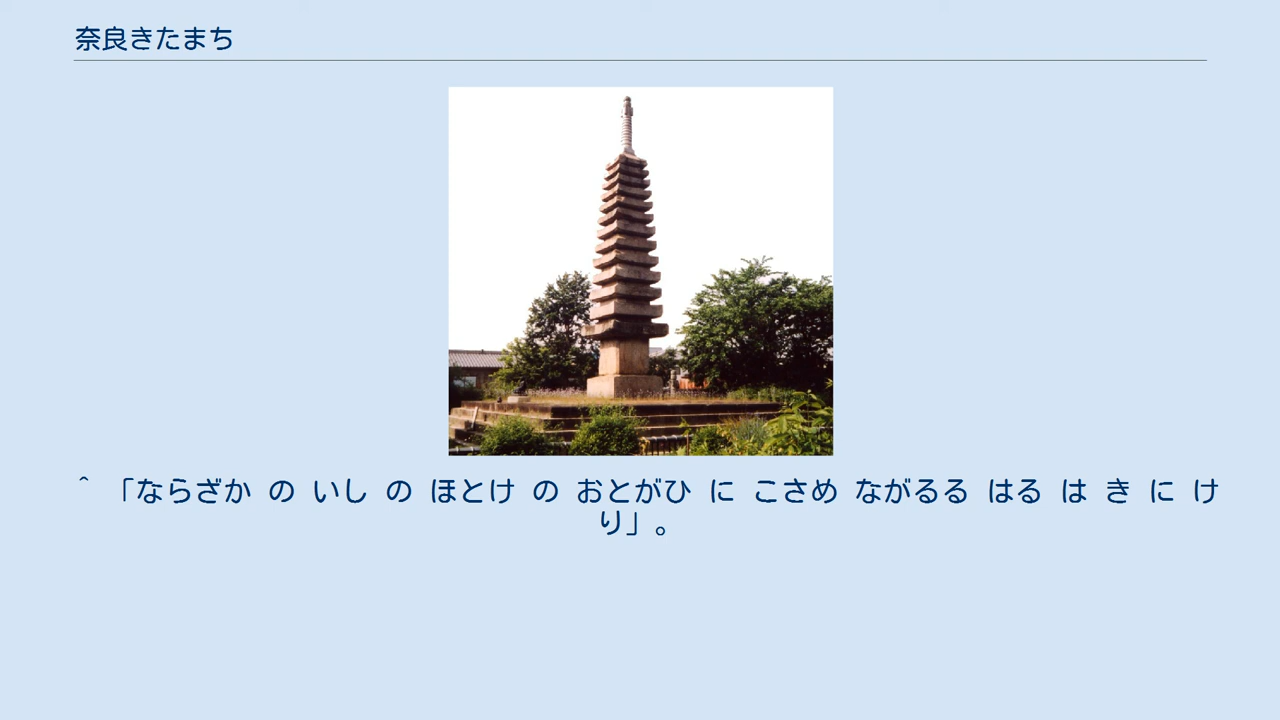 奈良きたまち
^ 「ならざか の いし の ほとけ の おとがひ に こさめ ながるる はる は き に け
り」。